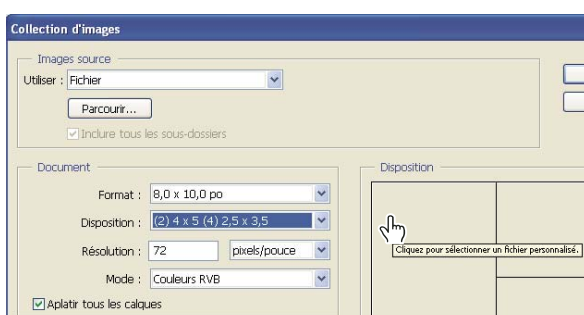 Collection d'images
Images source
Utiliser : Fichier
Parcourir...
Inclure tous les sous-dossiers
Document
Disposition
Format : 8,0 x 10,0 po
Disposition : (2) 4 x 5 (4) 2,5 x 3,5
Cliquez pour sélectionner un fichier personnalisé.
Résolution : 72 pixels/pouce
Mode : Couleurs RVB
Aplatir tous les calques